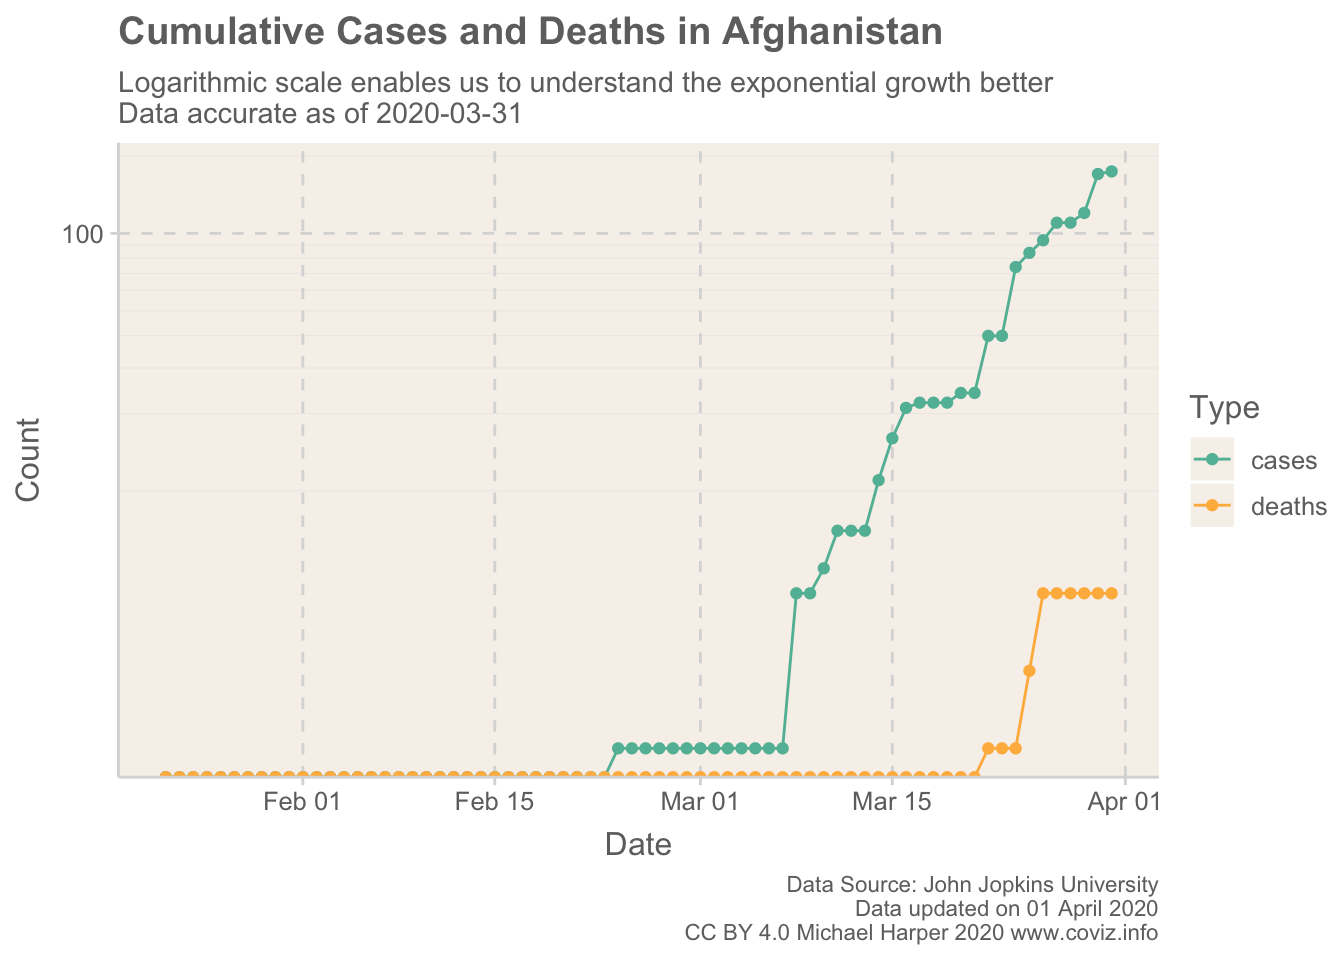 Cumulative Cases and Deaths in Afghanistan
Logarithmic scale enables us to understand the exponential growth better
Data accurate as of 2020-03-31
100
Count
Feb 01
Feb 15
Mar 01
Mar 15
Apr 01
Date
Type
cases
deaths
Data Source: John Jopkins University
Data updated on 01 April 2020
CC BY 4.0 Michael Harper 2020 www.coviz.info